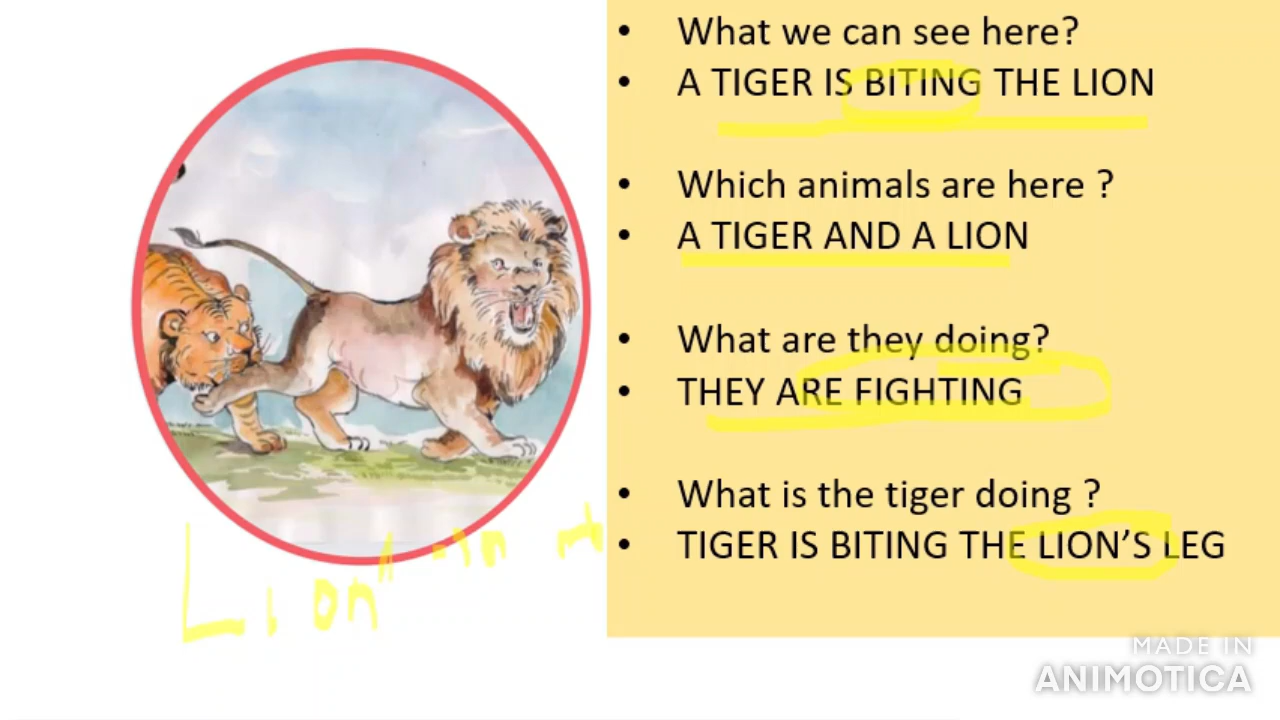 • What we can see here?
• A TIGER IS BITING THE LION
• Which animals are here ?
• A TIGER AND A LION
• What are they doing?
• THEY ARE FIGHTING
• What is the tiger doing ?
• TIGER IS BITING THE LION’S LEG
Lion
MADE IN
ANIMOTICA